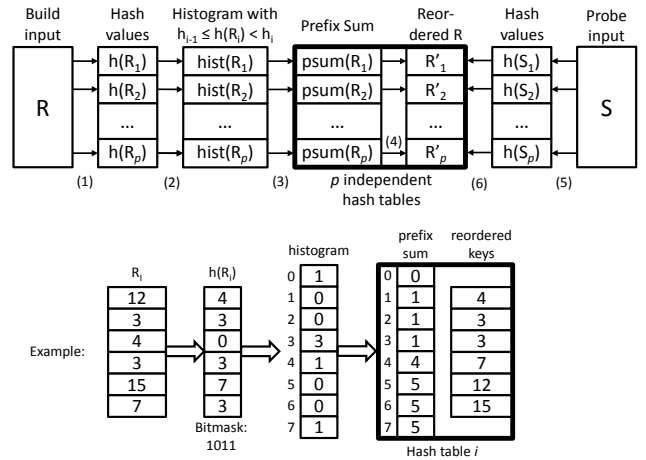 Build input
Hash values
Histogram with
h_{i-1} ≤ h(R_i) < h_i
Prefix Sum
Reor-
dered R
Hash values
Probe input
R
h(R_1)
hist(R_1)
psum(R_1)
R'_1
h(S_1)
S
h(R_2)
hist(R_2)
psum(R_2)
R'_2
h(S_2)
...
...
...
...
...
h(R_p)
hist(R_p)
psum(R_p)
(4)
R'_p
h(S_p)
(1)
(2)
(3)
p independent
hash tables
(6)
(5)
Example:
R_I
12
3
4
3
15
7
h(R_i)
4
3
0
3
7
3
Bitmask:
1011
histogram
0 1
1 0
2 0
3 3
4 1
5 0
6 0
7 1
prefix
sum
0 0
1 1
2 1
3 1
4 4
5 5
6 5
7 5
reordered
keys
4
3
3
7
12
15
Hash table i